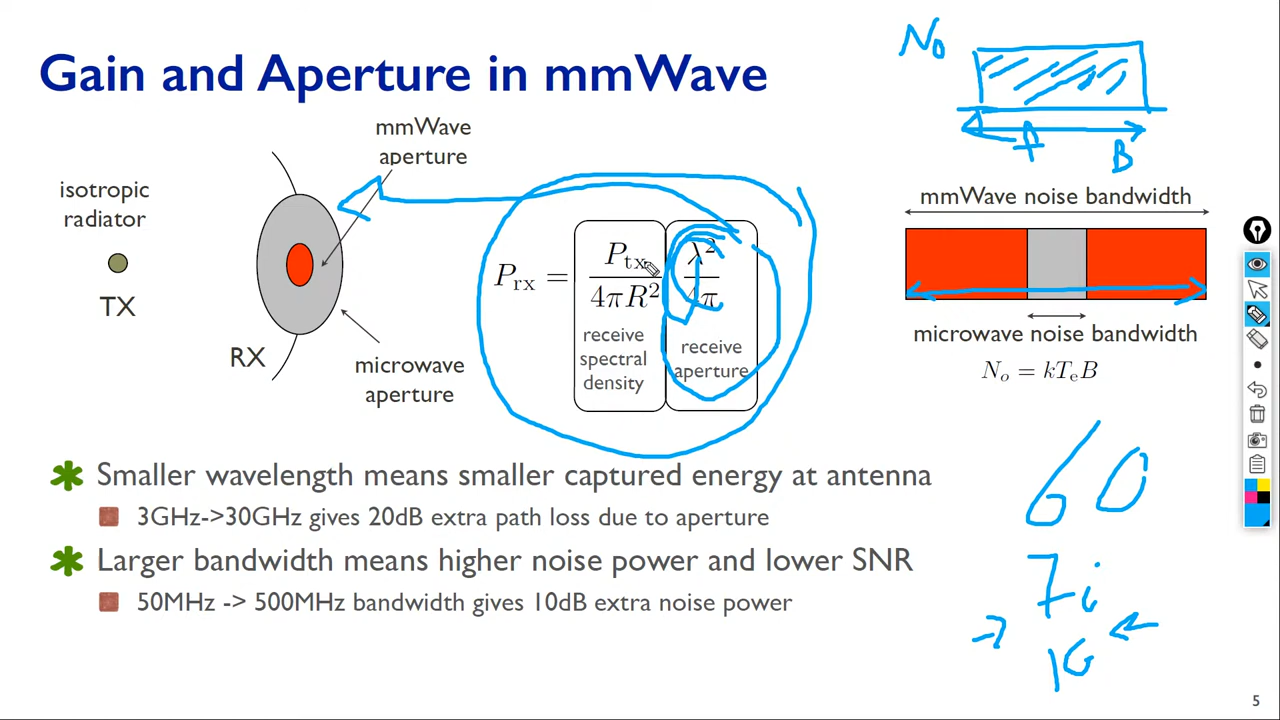 Gain and Aperture in mmWave
N₀
B
mmWave
aperture
isotropic
radiator
TX
RX
microwave
aperture
P_rx = P_tx / 4πR² λ² / 4π
receive
spectral
density
receive
aperture
mmWave noise bandwidth
microwave noise bandwidth
N_o = kT_eB
60
✱ Smaller wavelength means smaller captured energy at antenna
3GHz->30GHz gives 20dB extra path loss due to aperture
✱ Larger bandwidth means higher noise power and lower SNR
50MHz -> 500MHz bandwidth gives 10dB extra noise power
5